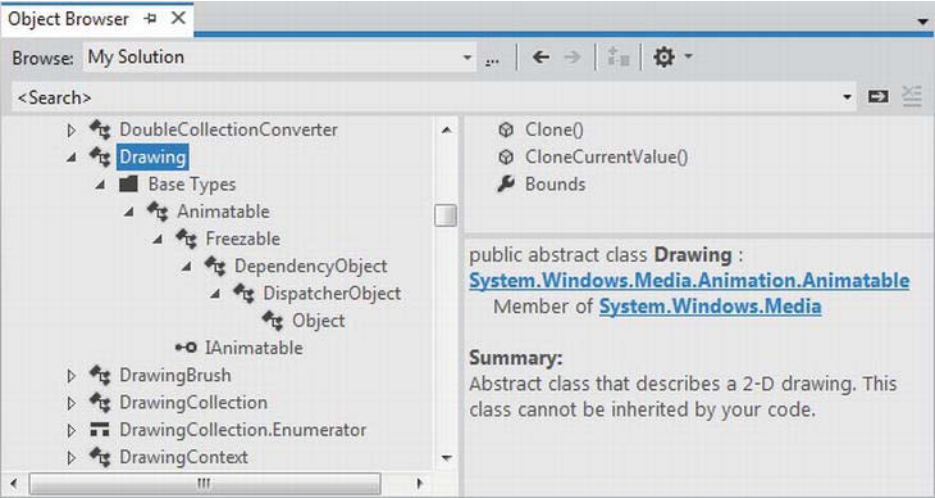 Object Browser
Browse: My Solution
...
<Search>
DoubleCollectionConverter
Drawing
Base Types
Animatable
Freezable
DependencyObject
DispatcherObject
Object
IAnimatable
DrawingBrush
DrawingCollection
DrawingCollection.Enumerator
DrawingContext
Clone()
CloneCurrentValue()
Bounds
public abstract class Drawing :
System.Windows.Media.Animation.Animatable
Member of System.Windows.Media
Summary:
Abstract class that describes a 2-D drawing. This
class cannot be inherited by your code.